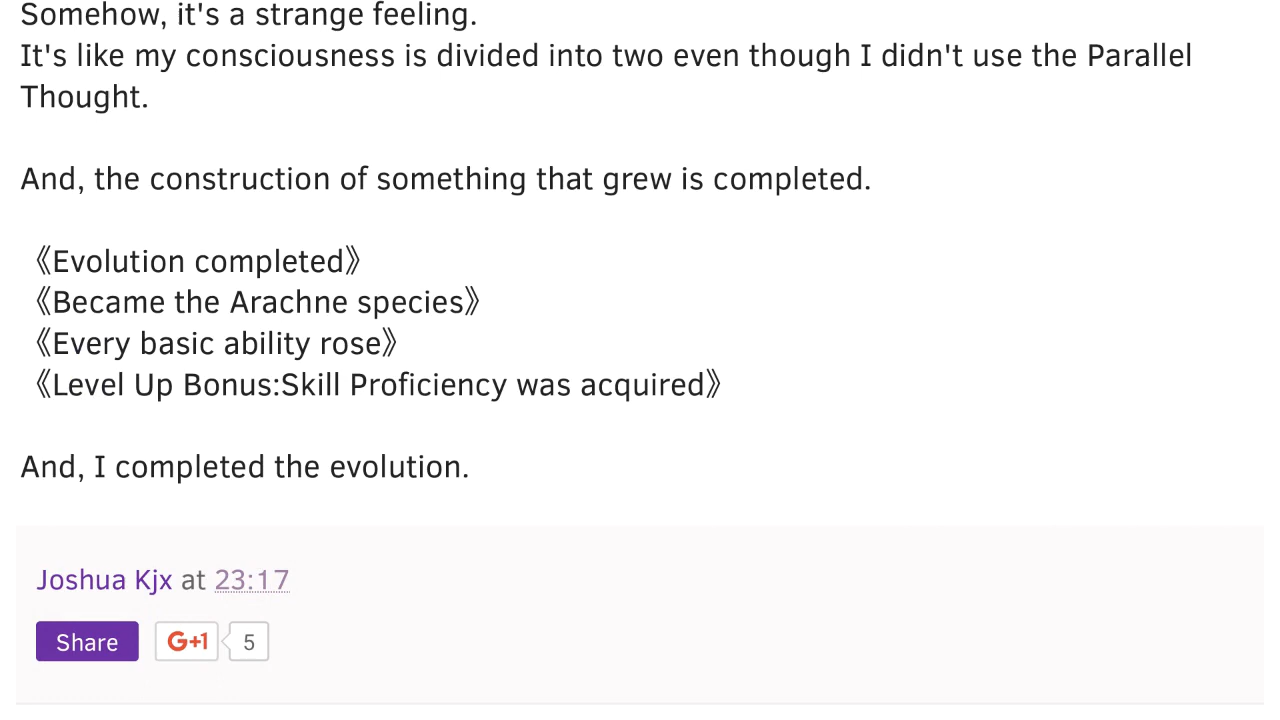 Somehow, it's a strange feeling.
It's like my consciousness is divided into two even though I didn't use the Parallel
Thought.
And, the construction of something that grew is completed.
《Evolution completed》
《Became the Arachne species》
《Every basic ability rose》
《Level Up Bonus:Skill Proficiency was acquired》
And, I completed the evolution.
Joshua Kjx at 23:17
Share G+1 5